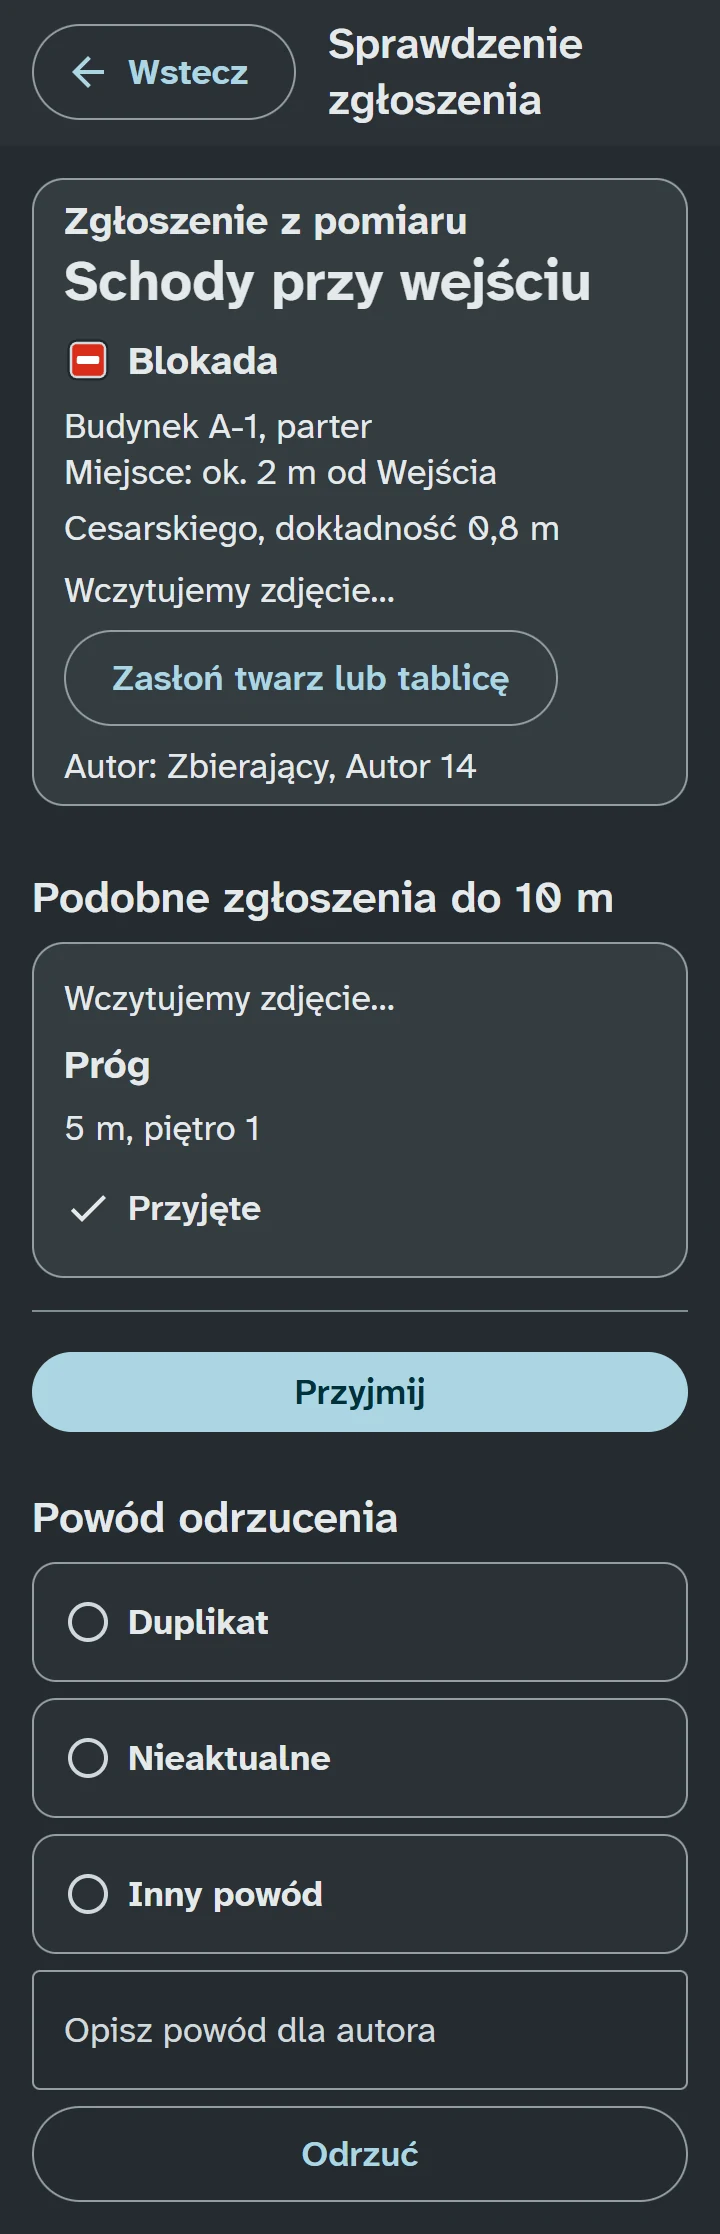 Wstecz
Sprawdzenie
zgłoszenia
Zgłoszenie z pomiaru
Schody przy wejściu
Blokada
Budynek A-1, parter
Miejsce: ok. 2 m od Wejścia
Cesarskiego, dokładność 0,8 m
Wczytujemy zdjęcie...
Zasłoń twarz lub tablicę
Autor: Zbierający, Autor 14
Podobne zgłoszenia do 10 m
Wczytujemy zdjęcie...
Próg
5 m, piętro 1
Przyjęte
Przyjmij
Powód odrzucenia
Duplikat
Nieaktualne
Inny powód
Opisz powód dla autora
Odrzuć